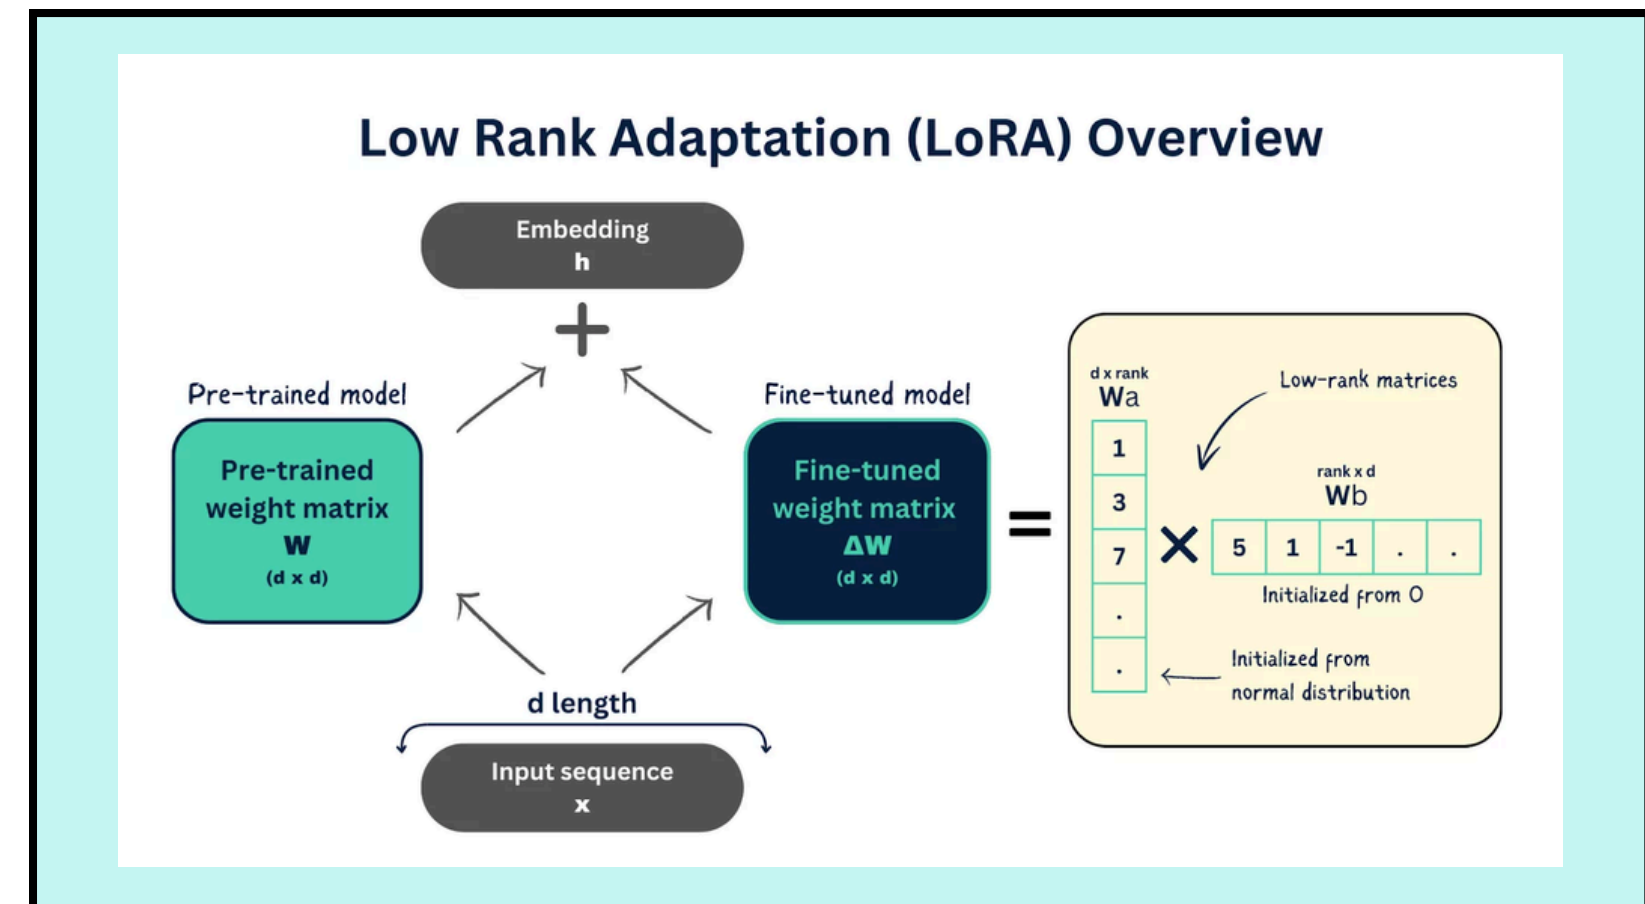 Low Rank Adaptation (LoRA) Overview
Embedding
h
+
Pre-trained model
Pre-trained
weight matrix
W
(d x d)
Fine-tuned model
Fine-tuned
weight matrix
ΔW
(d x d)
=
d x rank
Wa
1
3
7
.
.
×
Low-rank matrices
rank x d
Wb
5 1 -1 . .
Initialized from 0
Initialized from
normal distribution
d length
Input sequence
x